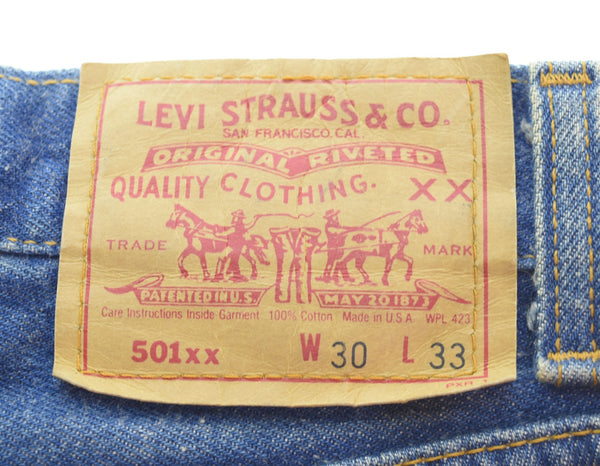 LEVI STRAUSS & CO.
SAN FRANCISCO, CAL.
ORIGINAL RIVETED
QUALITY CLOTHING. XX
TRADE MARK
PATENTED IN U.S. MAY 20 1873
Care Instructions Inside Garment 100% Cotton Made in U.S.A. WPL 423
501xx W 30 L 33